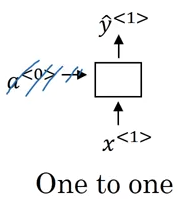 ŷ<1>
a<0>
x<1>
One to one